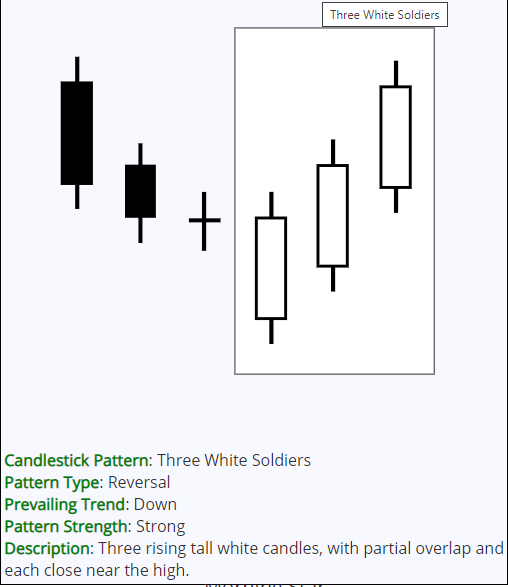 Three White Soldiers
Candlestick Pattern: Three White Soldiers
Pattern Type: Reversal
Prevailing Trend: Down
Pattern Strength: Strong
Description: Three rising tall white candles, with partial overlap and
each close near the high.